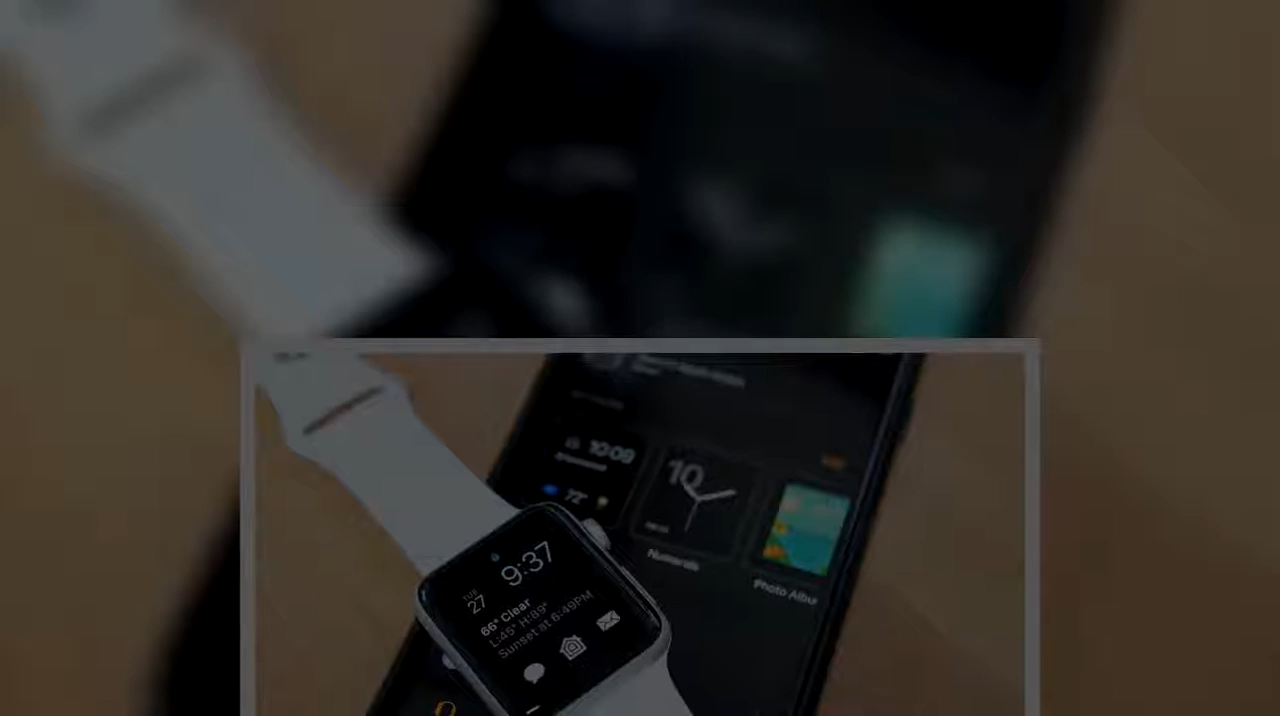 10:09
72°
10
Numerals
Photo Albu
9:37
TUE
27
66° Clear
L:45° H:89°
Sunset at 6:49PM